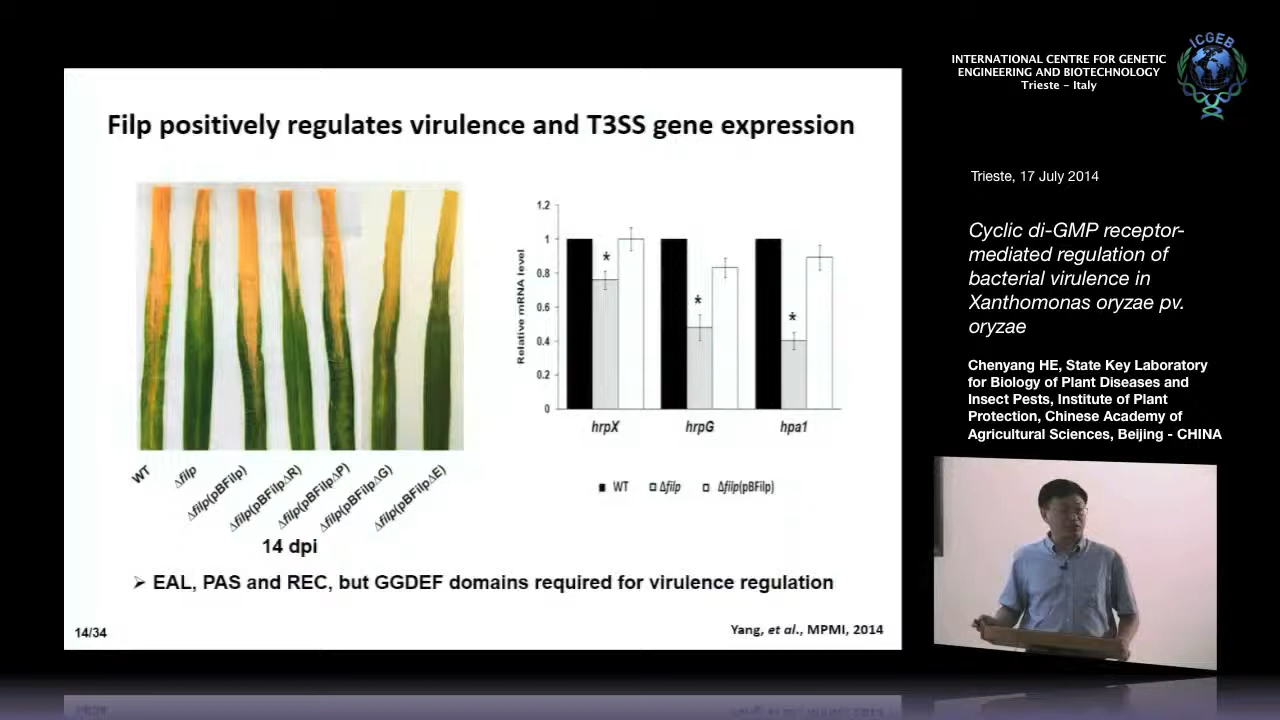 Filp positively regulates virulence and T3SS gene expression
WT
Δfilp
Δfilp(pBFilp)
Δfilp(pBFilpΔR)
Δfilp(pBFilpΔP)
Δfilp(pBFilpΔG)
Δfilp(pBFilpΔE)
14 dpi
Relative mRNA level
1.2
1
0.8
0.6
0.4
0.2
0
*
*
*
hrpX
hrpG
hpa1
WT
Δfilp
Δfilp(pBFilp)
➢ EAL, PAS and REC, but GGDEF domains required for virulence regulation
14/34
Yang, et al., MPMI, 2014
INTERNATIONAL CENTRE FOR GENETIC
ENGINEERING AND BIOTECHNOLOGY
Trieste - Italy
ICGEB
Trieste, 17 July 2014
Cyclic di-GMP receptor-
mediated regulation of
bacterial virulence in
Xanthomonas oryzae pv.
oryzae
Chenyang HE, State Key Laboratory
for Biology of Plant Diseases and
Insect Pests, Institute of Plant
Protection, Chinese Academy of
Agricultural Sciences, Beijing - CHINA